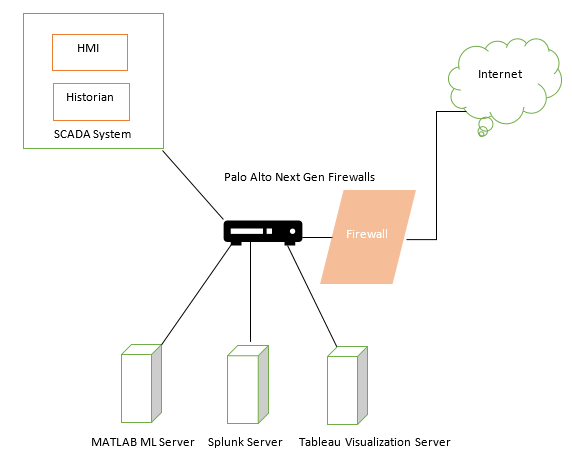 HMI
Historian
SCADA System
Internet
Palo Alto Next Gen Firewalls
Firewall
MATLAB ML Server
Splunk Server
Tableau Visualization Server